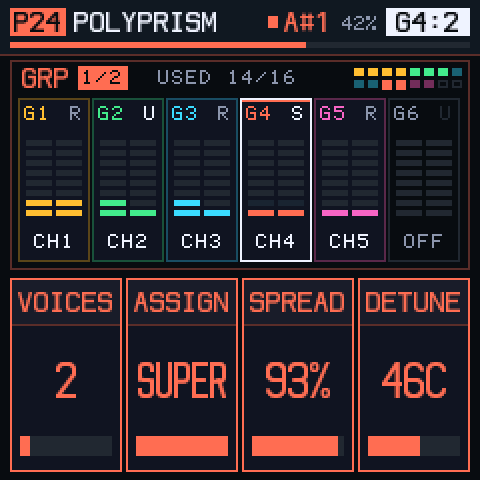 P24 POLYPRISM A#1 42% G4:2
GRP 1/2 USED 14/16
G1 R G2 U G3 R G4 S G5 R G6 U
CH1 CH2 CH3 CH4 CH5 OFF
VOICES ASSIGN SPREAD DETUNE
2 SUPER 93% 46C